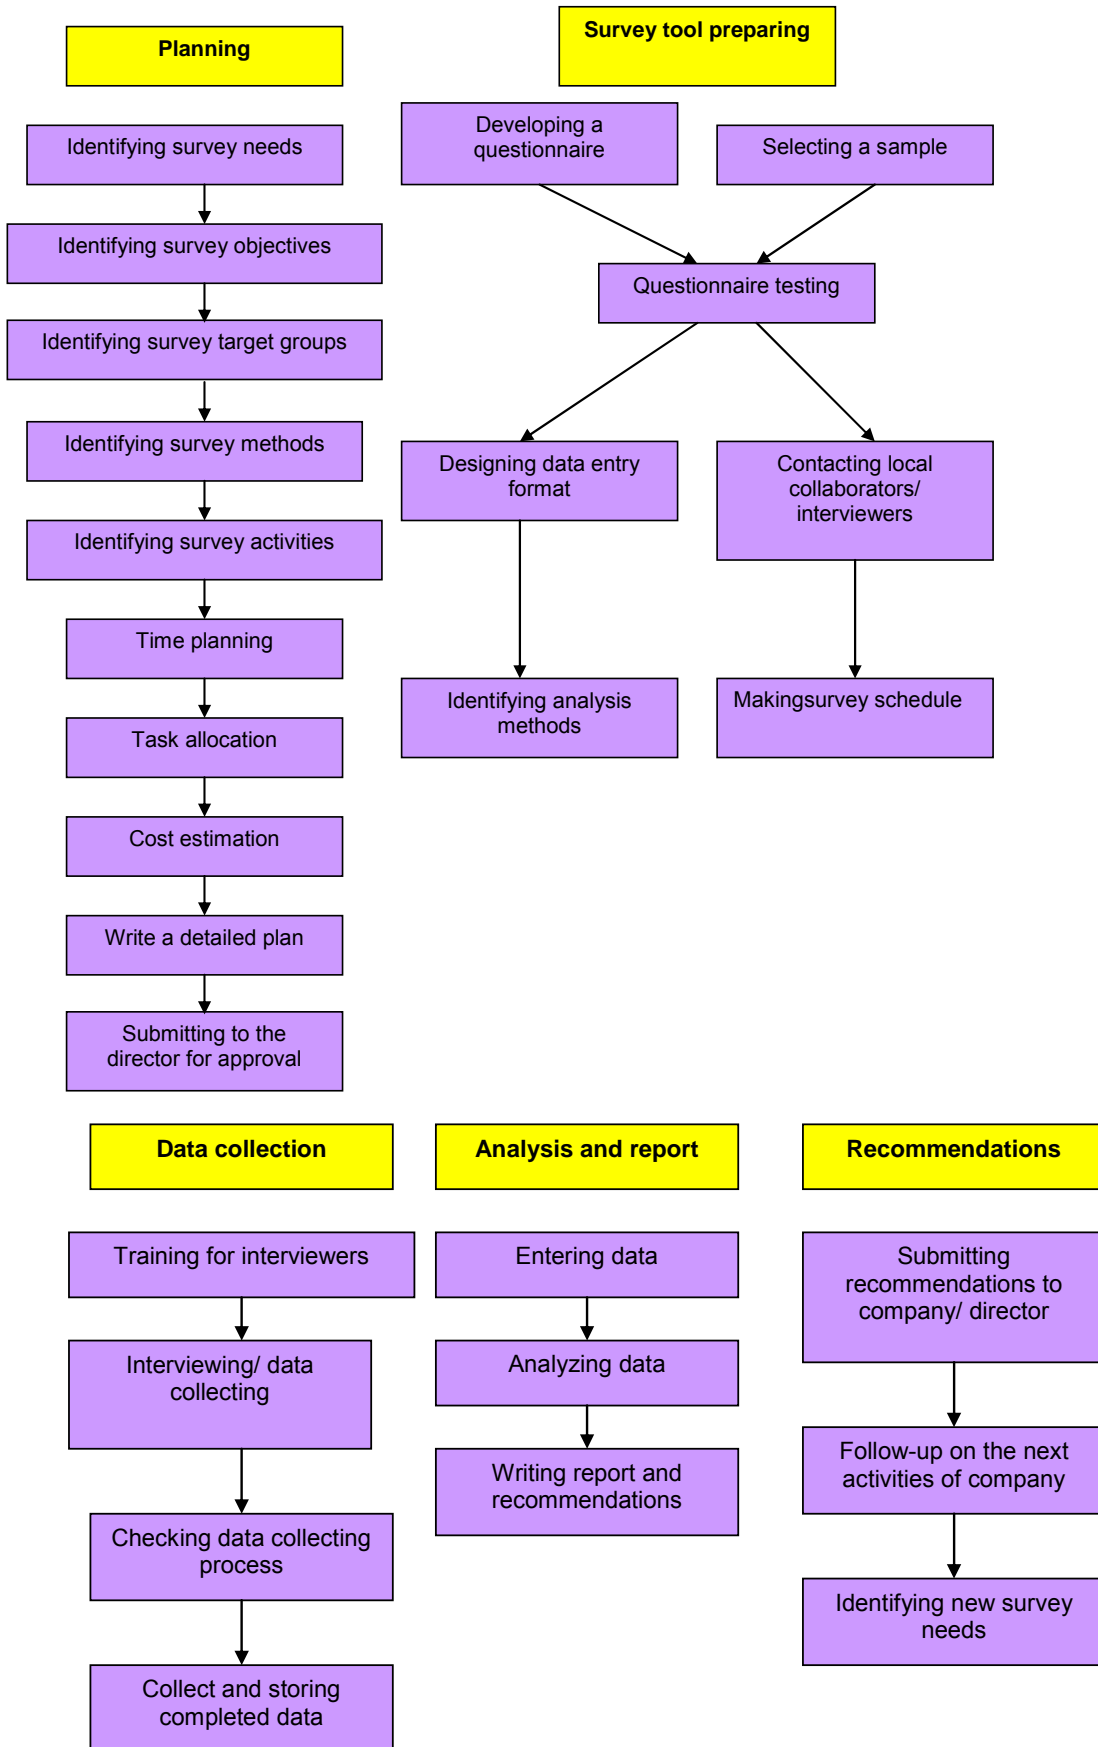 Planning
Identifying survey needs
Identifying survey objectives
Identifying survey target groups
Identifying survey methods
Identifying survey activities
Time planning
Task allocation
Cost estimation
Write a detailed plan
Submitting to the
director for approval
Survey tool preparing
Developing a
questionnaire
Selecting a sample
Questionnaire testing
Designing data entry
format
Contacting local
collaborators/
interviewers
Identifying analysis
methods
Makingsurvey schedule
Data collection
Training for interviewers
Interviewing/ data
collecting
Checking data collecting
process
Collect and storing
completed data
Analysis and report
Entering data
Analyzing data
Writing report and
recommendations
Recommendations
Submitting
recommendations to
company/ director
Follow-up on the next
activities of company
Identifying new survey
needs